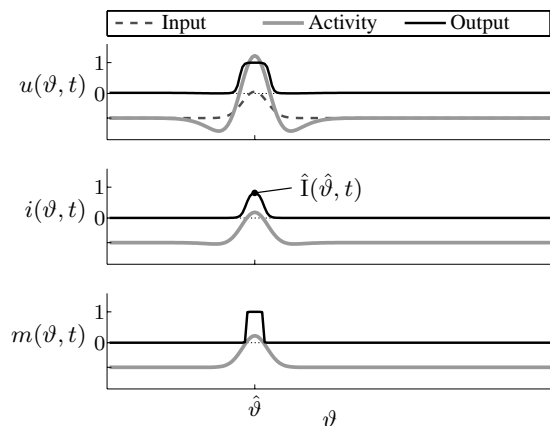 Input Activity Output
1
u(ϑ, t) 0
Î(ϑ̂, t)
1
i(ϑ, t) 0
1
m(ϑ, t) 0
ϑ̂ ϑ